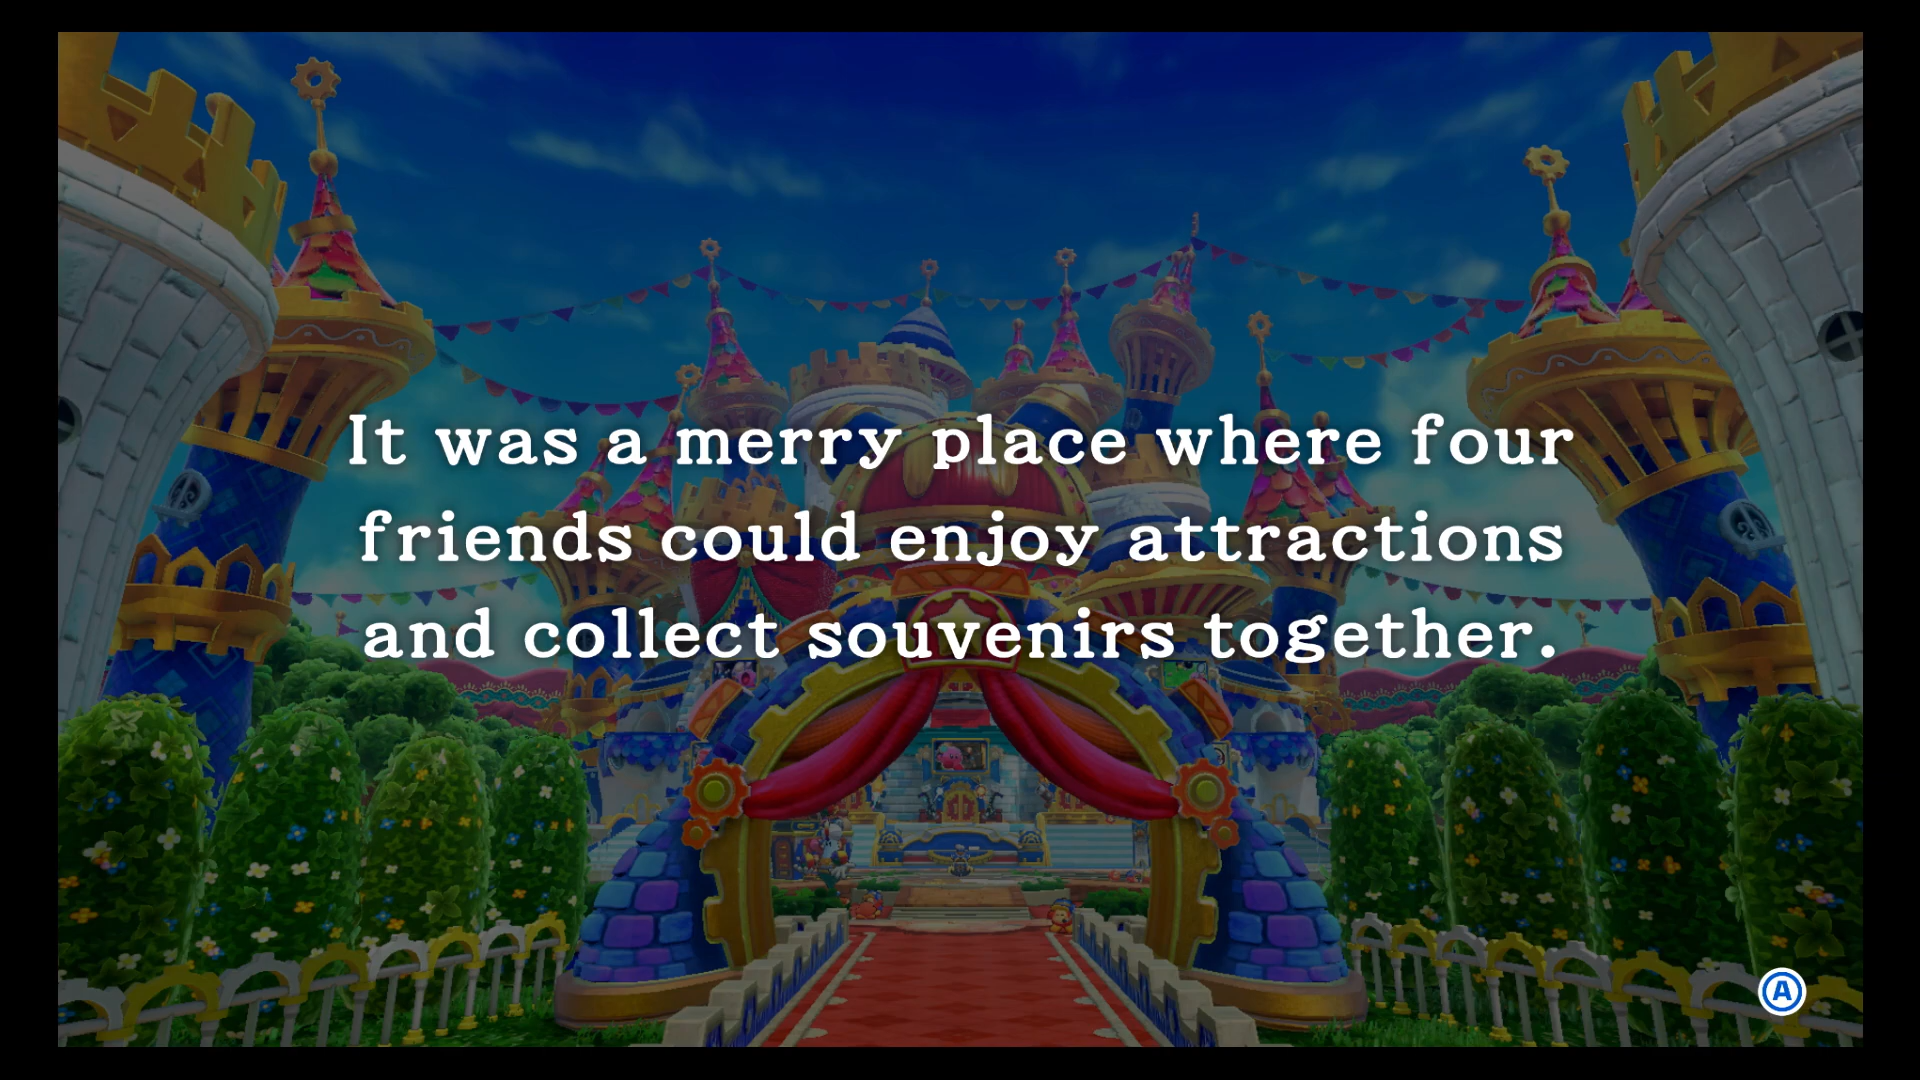 It was a merry place where four
friends could enjoy attractions
and collect souvenirs together.
A